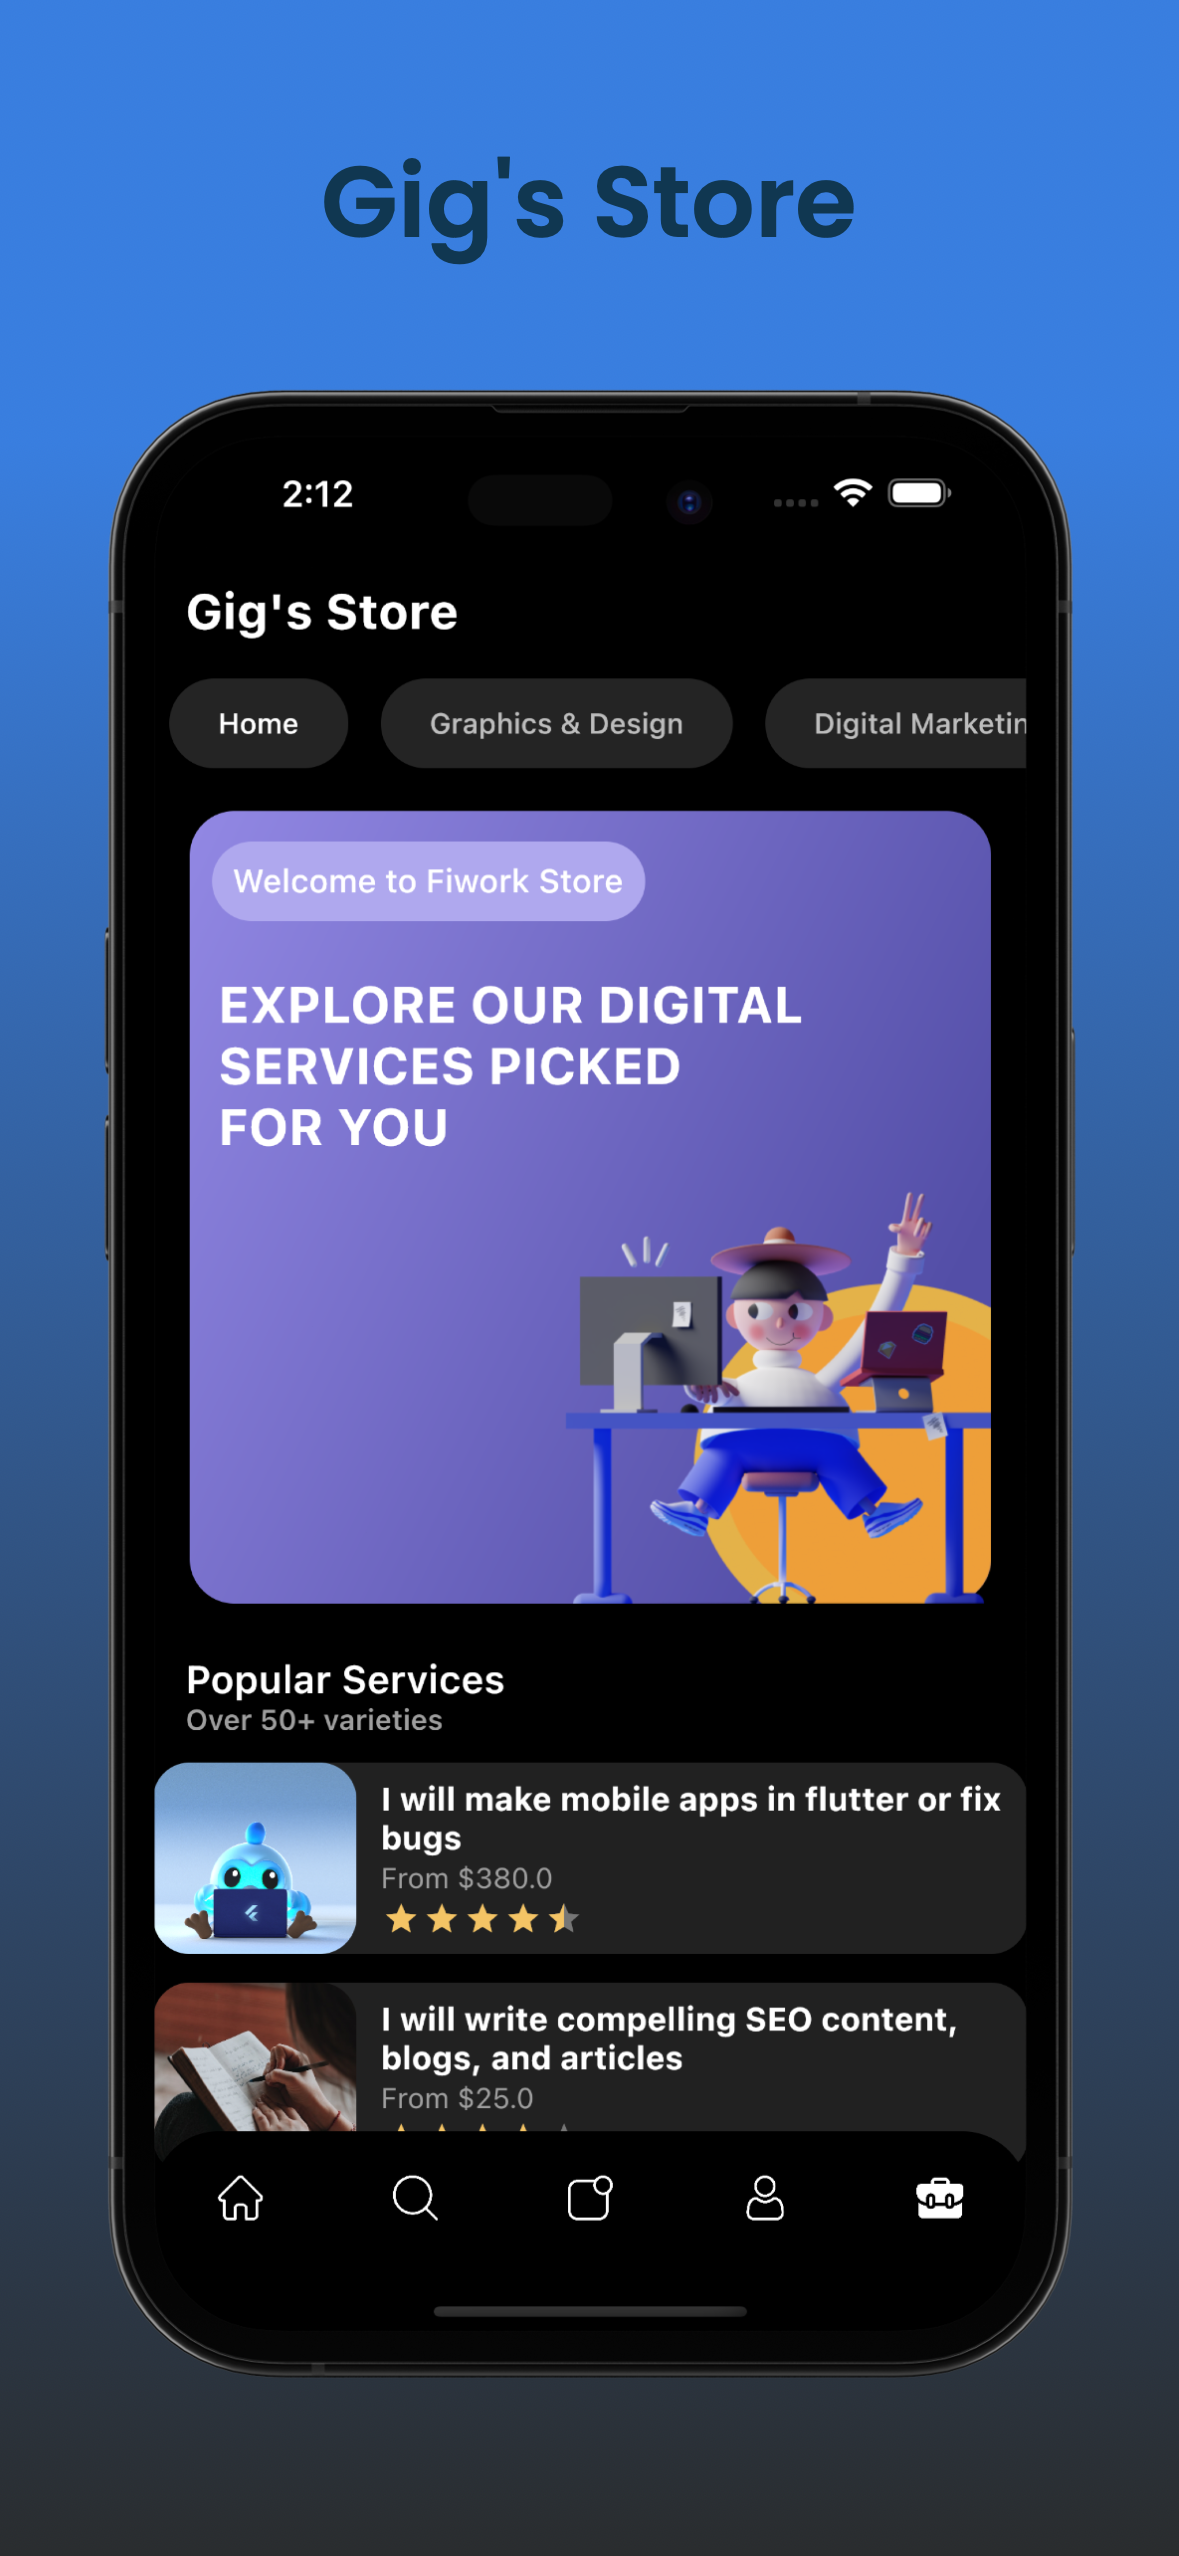 Gig's Store
2:12
Gig's Store
Home
Graphics & Design
Digital Marketin
Welcome to Fiwork Store
EXPLORE OUR DIGITAL
SERVICES PICKED
FOR YOU
Popular Services
Over 50+ varieties
I will make mobile apps in flutter or fix
bugs
From $380.0
I will write compelling SEO content,
blogs, and articles
From $25.0